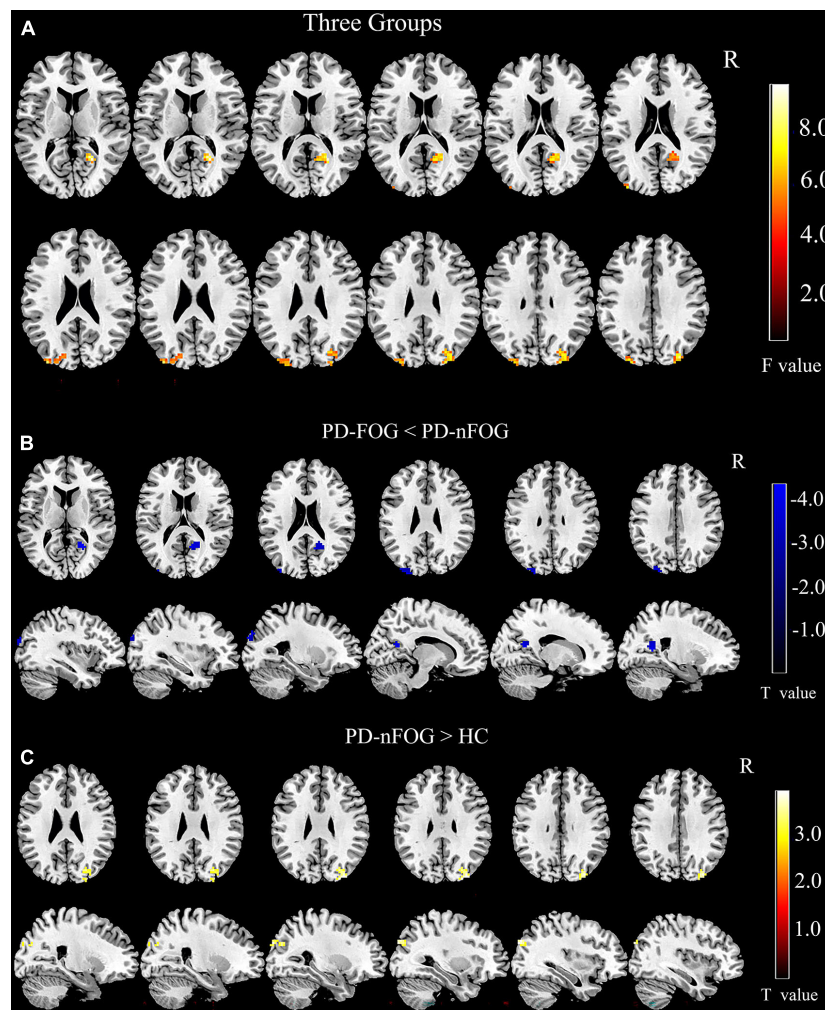 A
Three Groups
R
8.0
6.0
4.0
2.0
F value
B
PD-FOG < PD-nFOG
R
-4.0
-3.0
-2.0
-1.0
T value
C
PD-nFOG > HC
R
3.0
2.0
1.0
T value